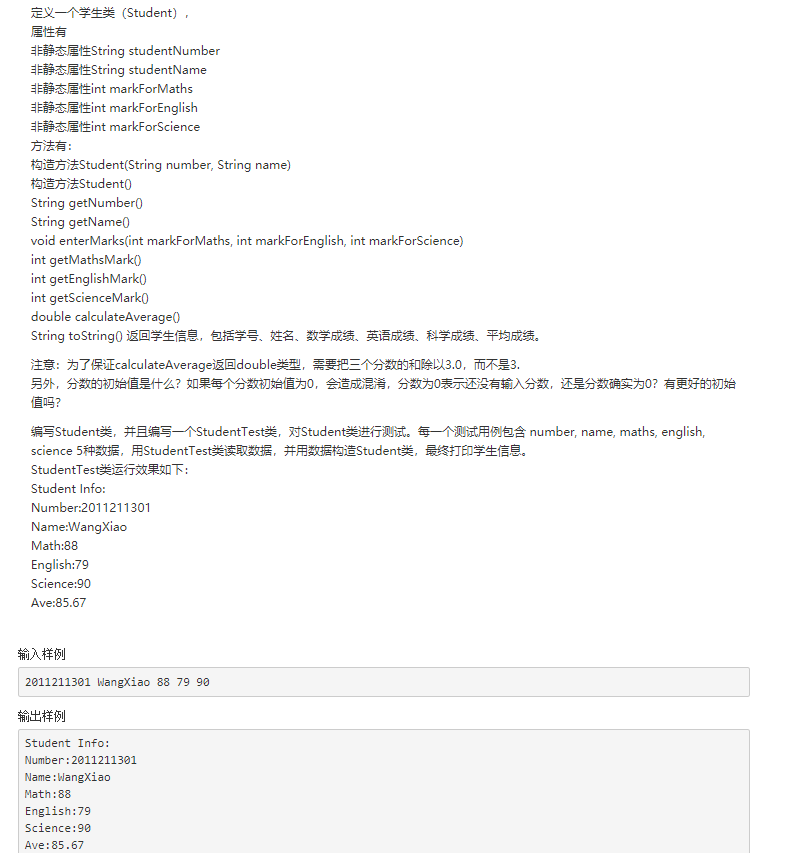 定义一个学生类（Student），
属性有
非静态属性String studentNumber
非静态属性String studentName
非静态属性int markForMaths
非静态属性int markForEnglish
非静态属性int markForScience
方法有：
构造方法Student(String number, String name)
构造方法Student()
String getNumber()
String getName()
void enterMarks(int markForMaths, int markForEnglish, int markForScience)
int getMathsMark()
int getEnglishMark()
int getScienceMark()
double calculateAverage()
String toString() 返回学生信息，包括学号、姓名、数学成绩、英语成绩、科学成绩、平均成绩。
注意：为了保证calculateAverage返回double类型，需要把三个分数的和除以3.0，而不是3.
另外，分数的初始值是什么？如果每个分数初始值为0，会造成混淆，分数为0表示还没有输入分数，还是分数确实为0？有更好的初始
值吗？
编写Student类，并且编写一个StudentTest类，对Student类进行测试。每一个测试用例包含 number, name, maths, english,
science 5种数据，用StudentTest类读取数据，并用数据构造Student类，最终打印学生信息。
StudentTest类运行效果如下：
Student Info:
Number:2011211301
Name:WangXiao
Math:88
English:79
Science:90
Ave:85.67
输入样例
2011211301 WangXiao 88 79 90
输出样例
Student Info:
Number:2011211301
Name:WangXiao
Math:88
English:79
Science:90
Ave:85.67